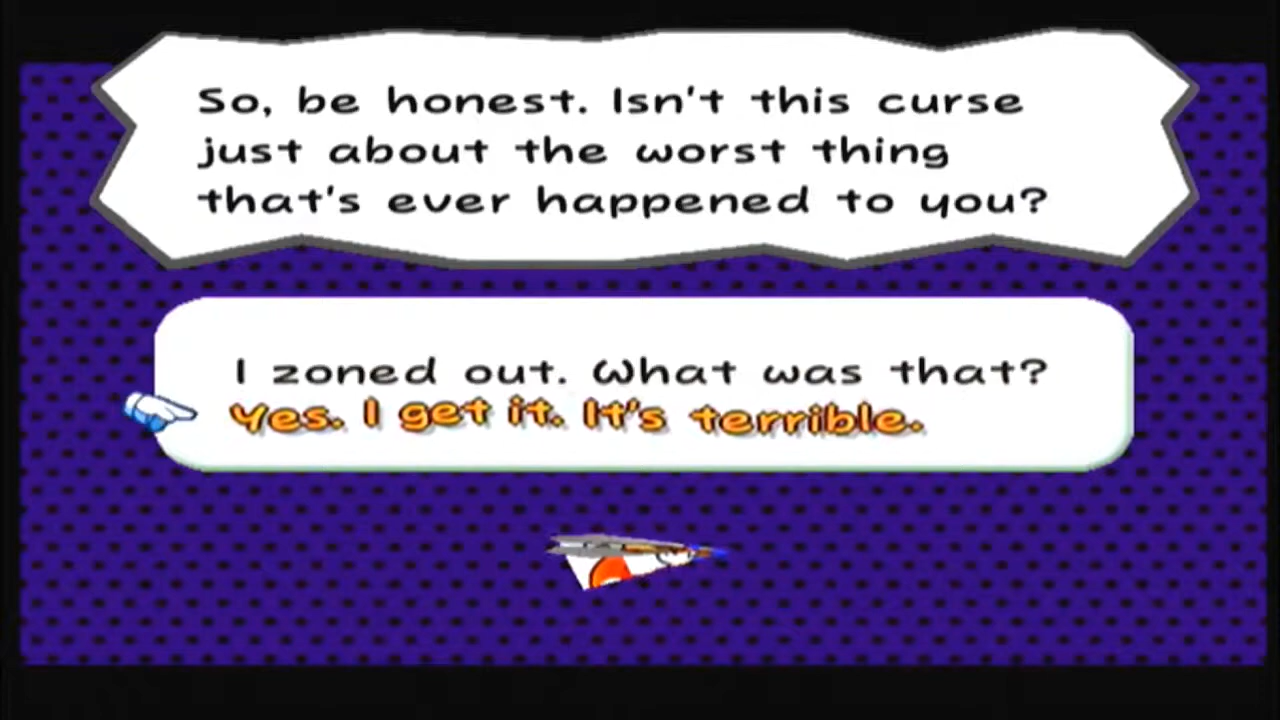 So, be honest. Isn't this curse
just about the worst thing
that's ever happened to you?
I zoned out. What was that?
Yes. I get it. It's terrible.